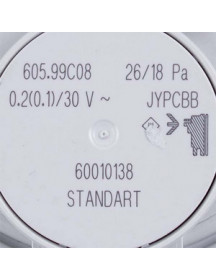 605.99C08 26/18 Pa
0.2(0.1)/30 V ~ JYPCBB
60010138
STANDART